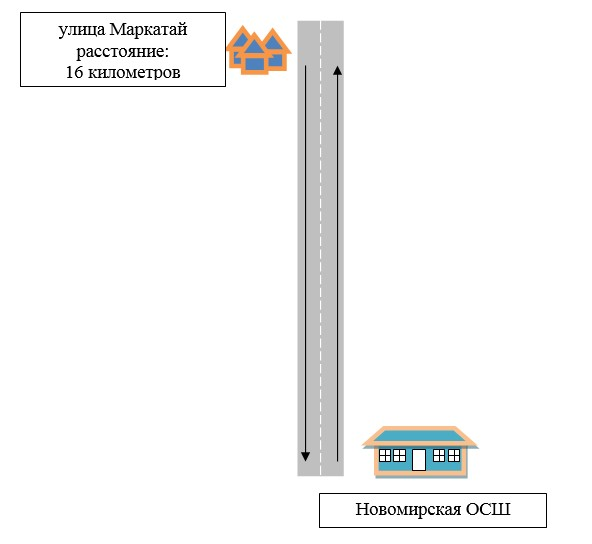 улица Маркатай
расстояние:
16 километров
Новомирская ОСШ